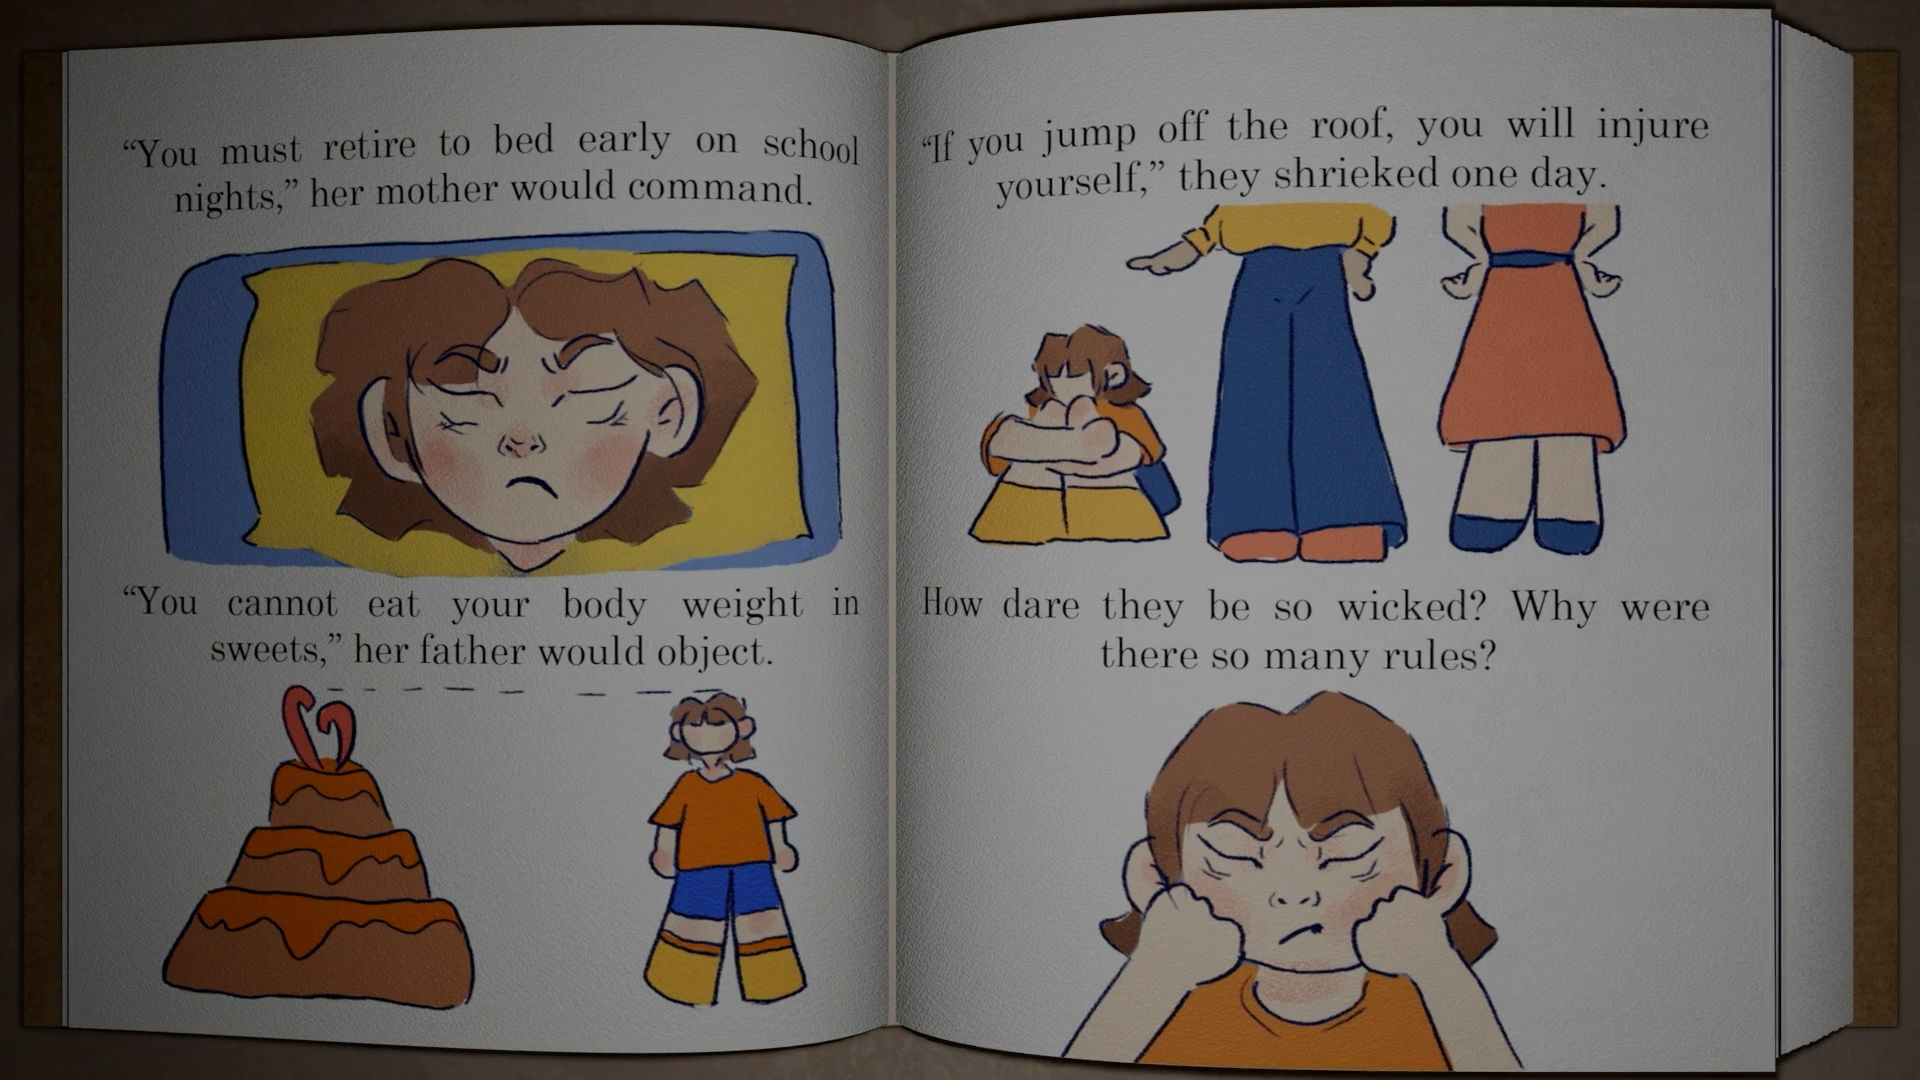 “You must retire to bed early on school
nights,” her mother would command.
“You cannot eat your body weight in
sweets,” her father would object.
“If you jump off the roof, you will injure
yourself,” they shrieked one day.
How dare they be so wicked? Why were
there so many rules?